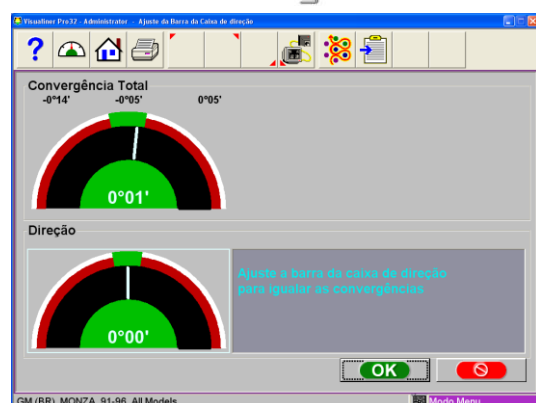 Visualiner Pro32 - Administrator - Ajuste da Barra da Caixa de direção
?
Convergência Total
-0°14' -0°05' 0°05'
0°01'
Direção
Ajuste a barra da caixa de direção
para igualar as convergências
0°00'
OK
GM (BR), MONZA, 91-96, All Models
Modo Menu